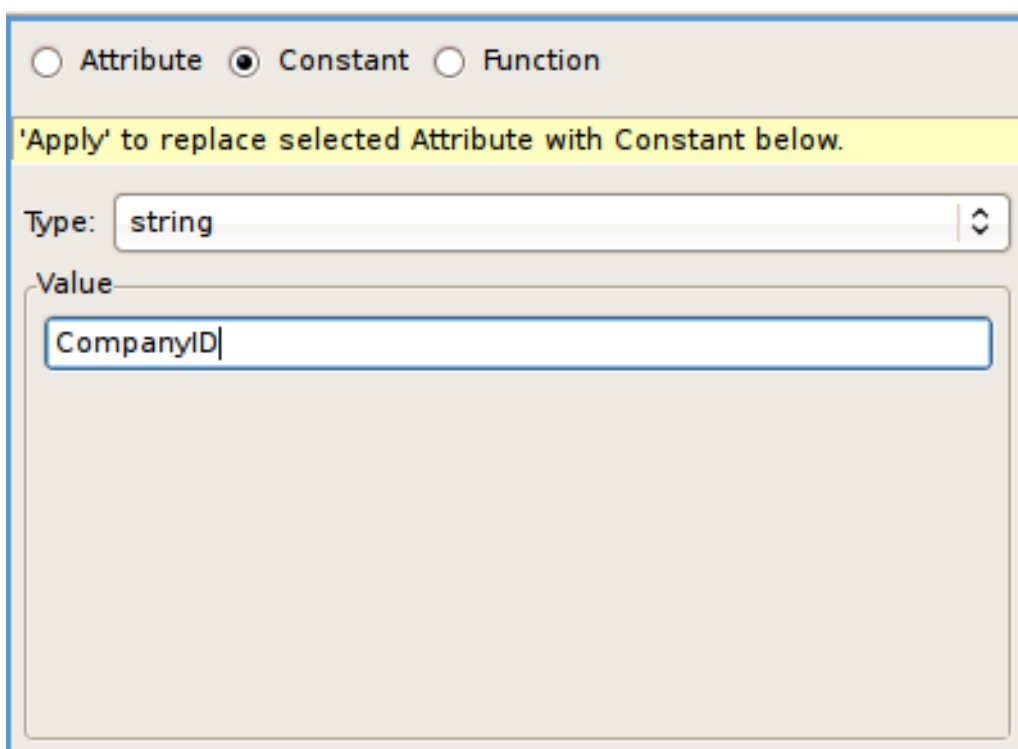 Attribute Constant Function
'Apply' to replace selected Attribute with Constant below.
Type: string
Value
CompanyID